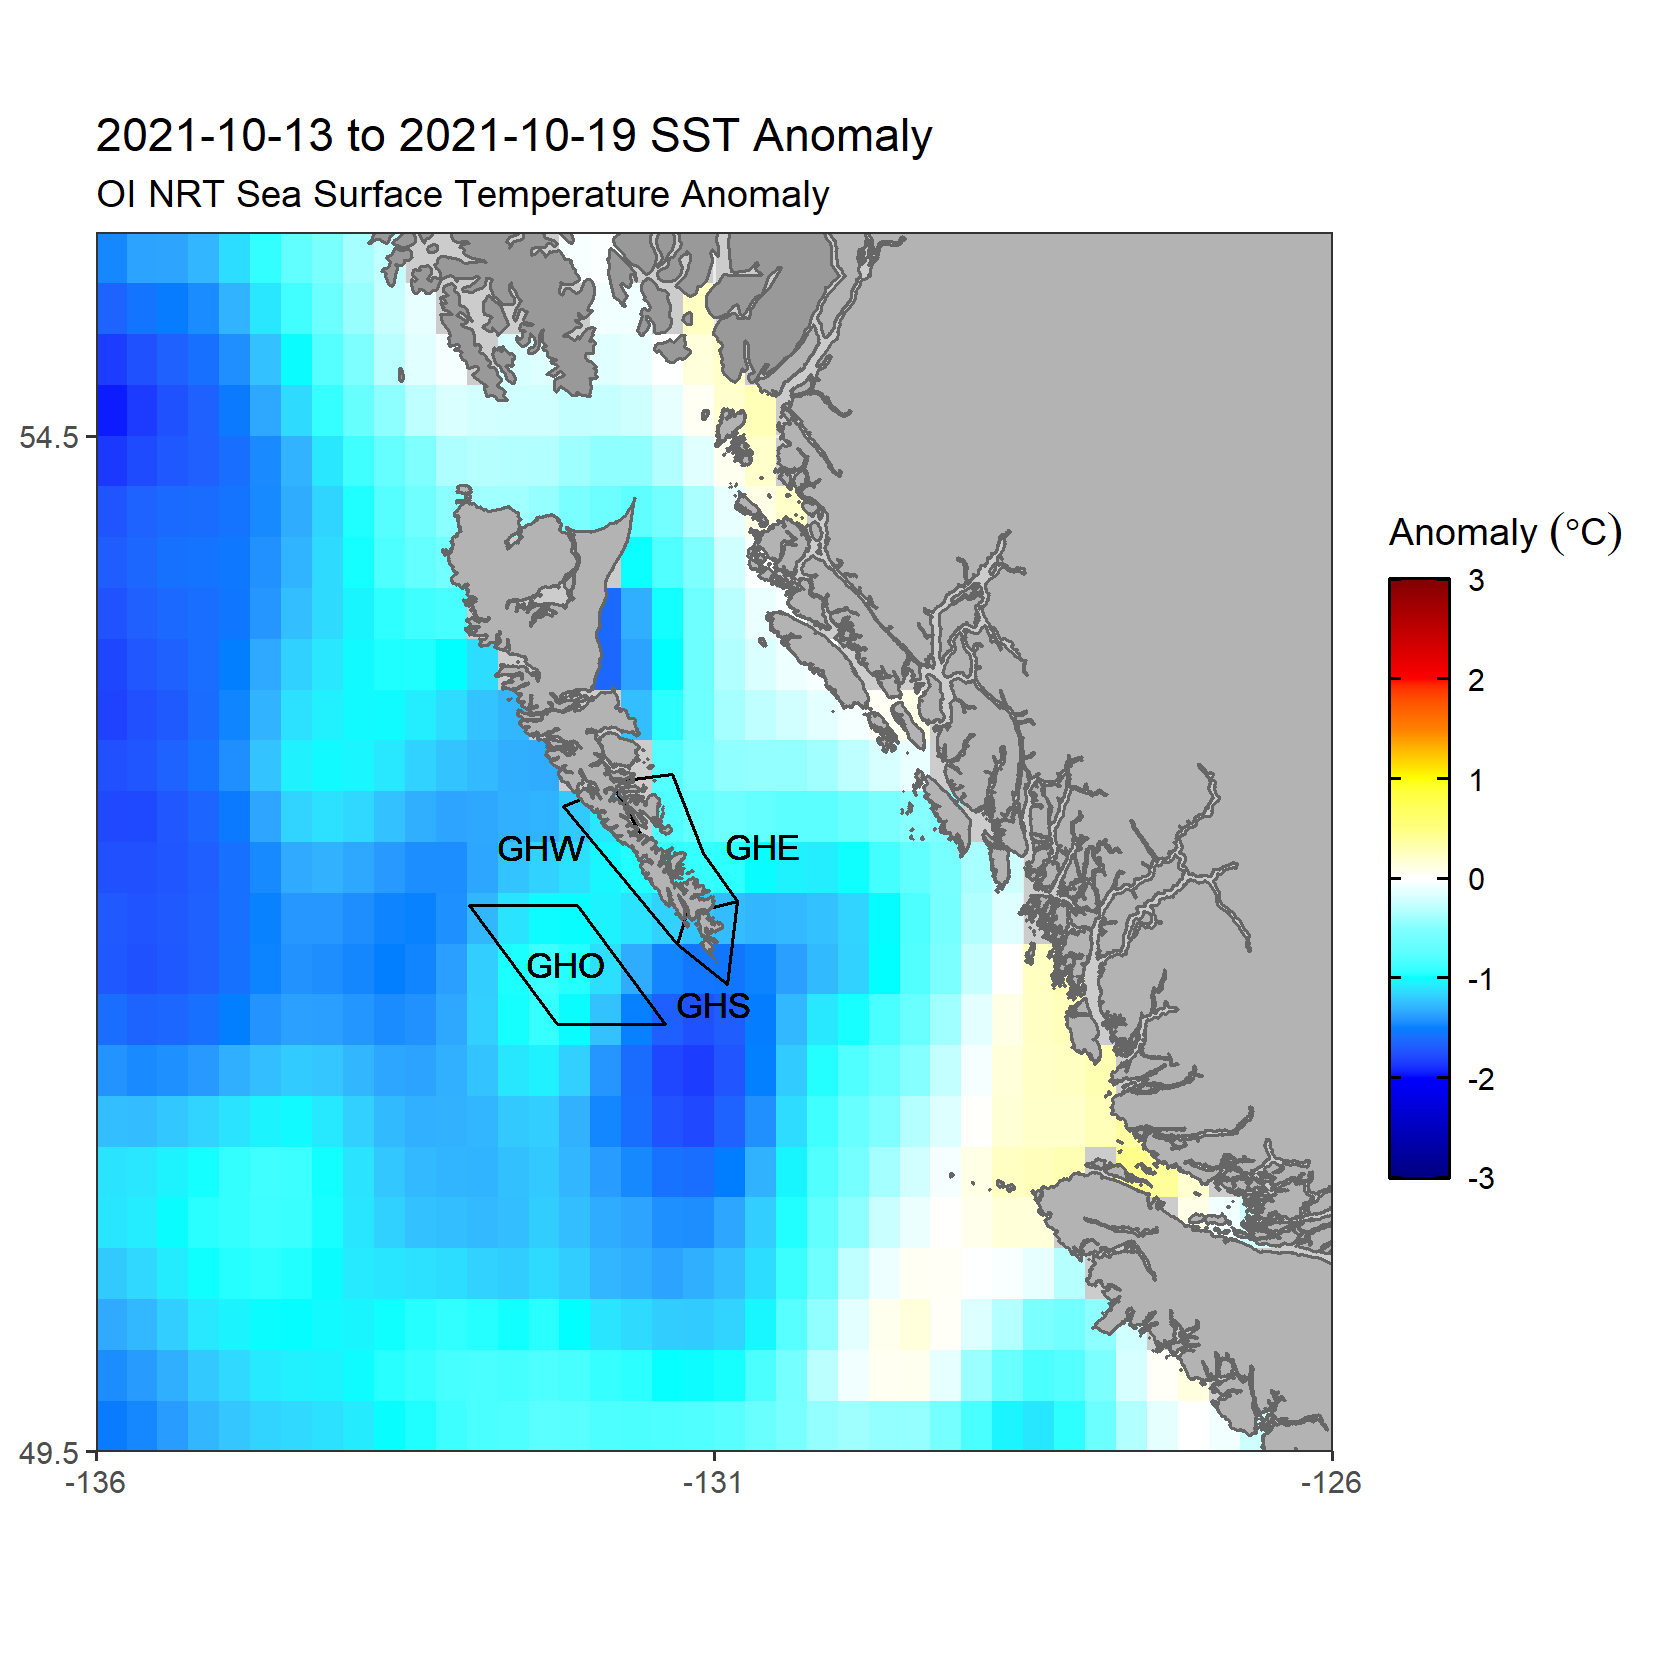 2021-10-13 to 2021-10-19 SST Anomaly
OI NRT Sea Surface Temperature Anomaly
54.5
49.5
-136
-131
-126
GHW
GHE
GHO
GHS
Anomaly (°C)
3
2
1
0
-1
-2
-3